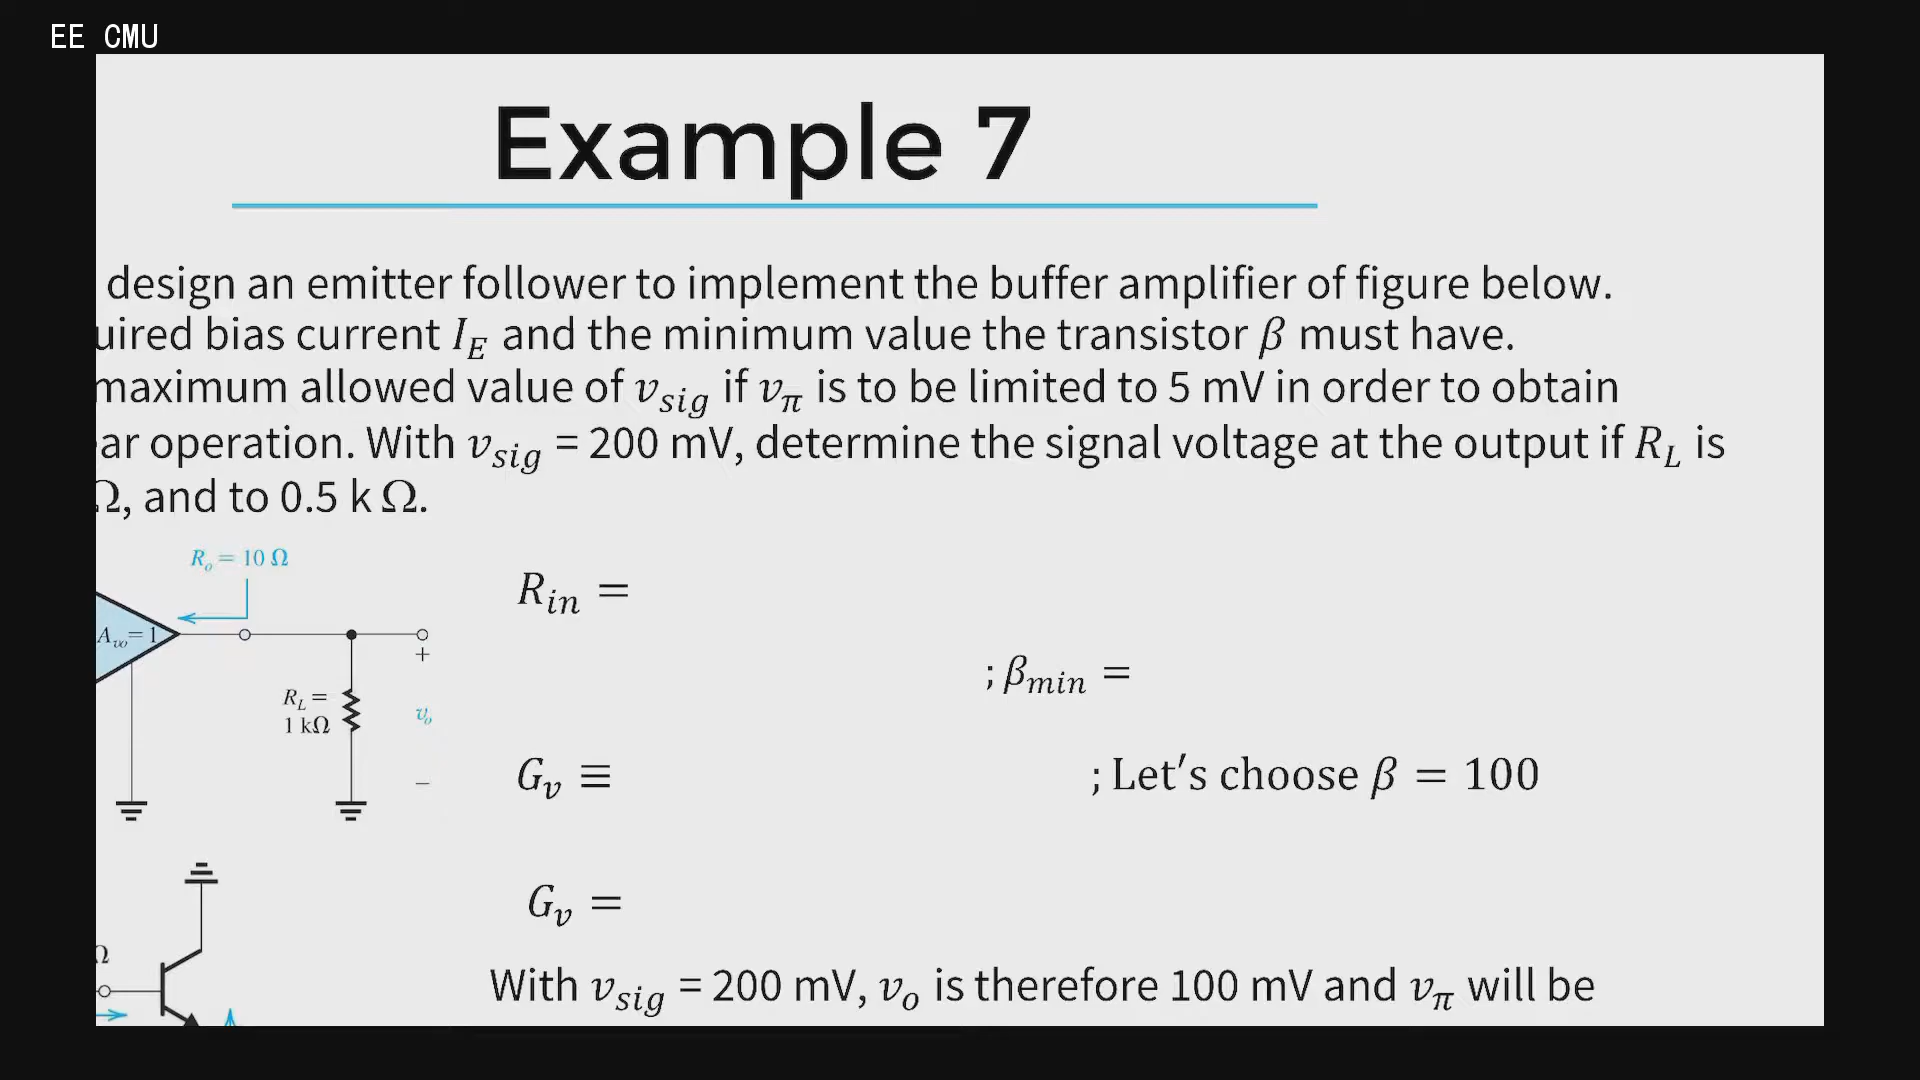 EE CMU
Example 7
design an emitter follower to implement the buffer amplifier of figure below.
uired bias current I_E and the minimum value the transistor β must have.
maximum allowed value of v_sig if v_π is to be limited to 5 mV in order to obtain
ar operation. With v_sig = 200 mV, determine the signal voltage at the output if R_L is
Ω, and to 0.5 k Ω.
R_o = 10 Ω
R_in =
A_vo = 1
+
; β_min =
R_L =
1 kΩ
v_o
G_v ≡
; Let's choose β = 100
−
G_v =
Ω
With v_sig = 200 mV, v_o is therefore 100 mV and v_π will be